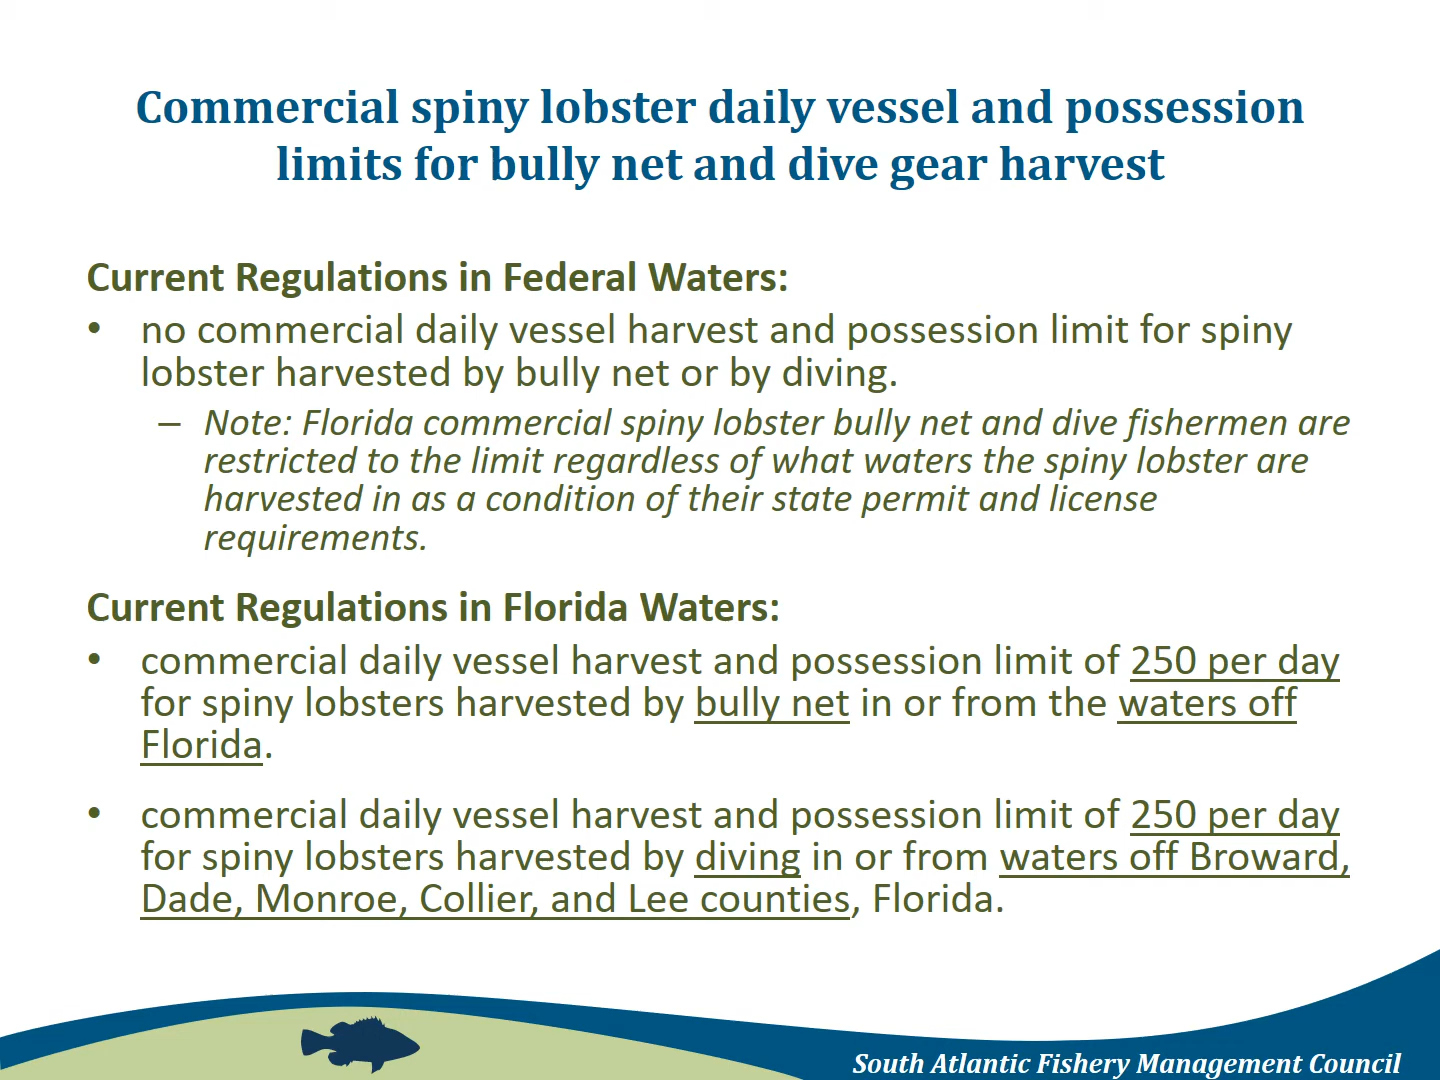 Commercial spiny lobster daily vessel and possession
limits for bully net and dive gear harvest
Current Regulations in Federal Waters:
• no commercial daily vessel harvest and possession limit for spiny
lobster harvested by bully net or by diving.
– Note: Florida commercial spiny lobster bully net and dive fishermen are
restricted to the limit regardless of what waters the spiny lobster are
harvested in as a condition of their state permit and license
requirements.
Current Regulations in Florida Waters:
• commercial daily vessel harvest and possession limit of 250 per day
for spiny lobsters harvested by bully net in or from the waters off
Florida.
• commercial daily vessel harvest and possession limit of 250 per day
for spiny lobsters harvested by diving in or from waters off Broward,
Dade, Monroe, Collier, and Lee counties, Florida.
South Atlantic Fishery Management Council